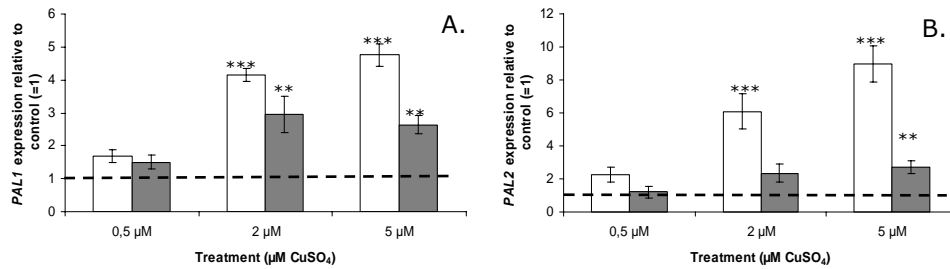 A.
PAL1 expression relative to
control (=1)
6
5
4
3
2
1
0
***
**
***
**
0,5 µM
2 µM
5 µM
Treatment (µM CuSO₄)
B.
PAL2 expression relative to
control (=1)
12
10
8
6
4
2
0
***
***
**
0,5 µM
2 µM
5 µM
Treatment (µM CuSO₄)